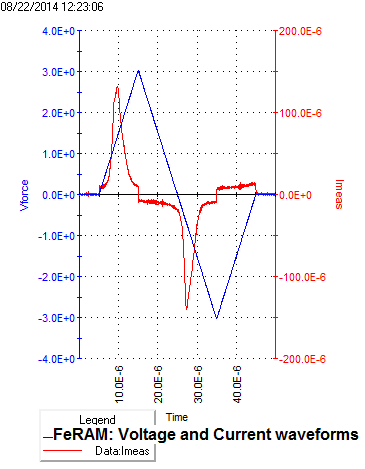 08/22/2014 12:23:06
4.0E+0
3.0E+0
2.0E+0
1.0E+0
0.0E+0
-1.0E+0
-2.0E+0
-3.0E+0
-4.0E+0
Vforce
200.0E-6
100.0E-6
0.0E+0
-100.0E-6
-200.0E-6
Imeas
10.0E-6
20.0E-6
30.0E-6
40.0E-6
Time
Legend
FeRAM: Voltage and Current waveforms
Data:Imeas